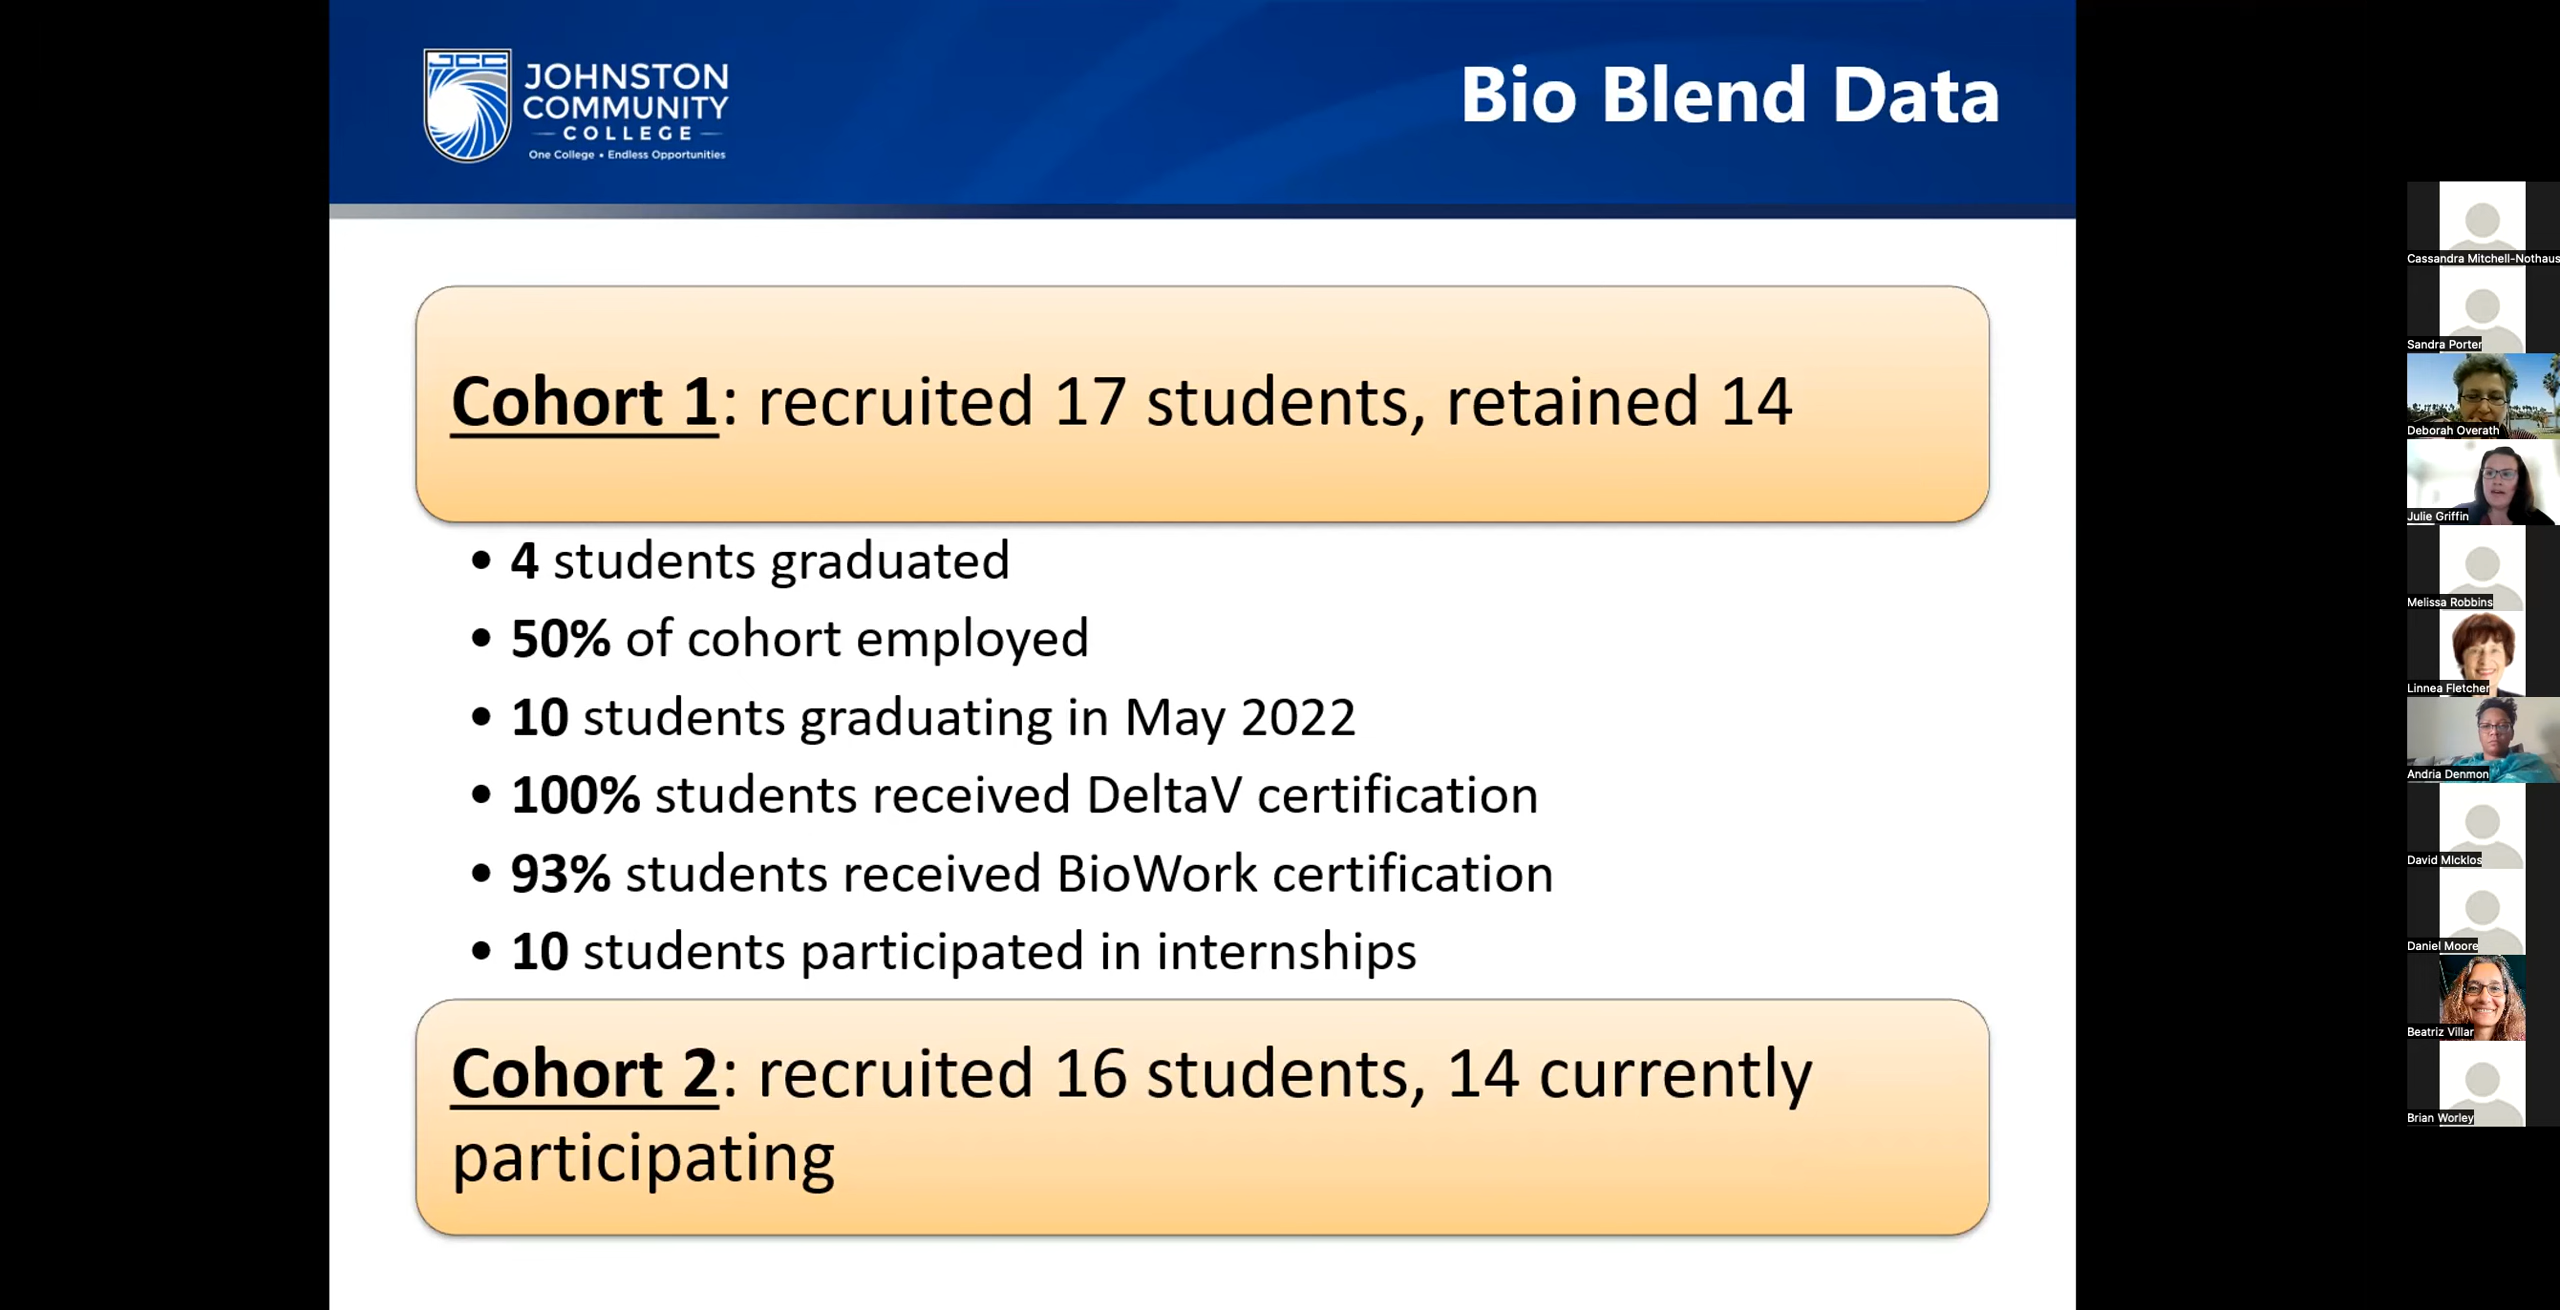 JCC
JOHNSTON
COMMUNITY
COLLEGE
One College • Endless Opportunities
Bio Blend Data
Cohort 1: recruited 17 students, retained 14
• 4 students graduated
• 50% of cohort employed
• 10 students graduating in May 2022
• 100% students received DeltaV certification
• 93% students received BioWork certification
• 10 students participated in internships
Cohort 2: recruited 16 students, 14 currently
participating
Cassandra Mitchell-Nothaus
Sandra Porter
Deborah Overath
Julie Griffin
Melissa Robbins
Linnea Fletcher
Andria Denmon
David MIcklos
Daniel Moore
Beatriz Villar
Brian Worley